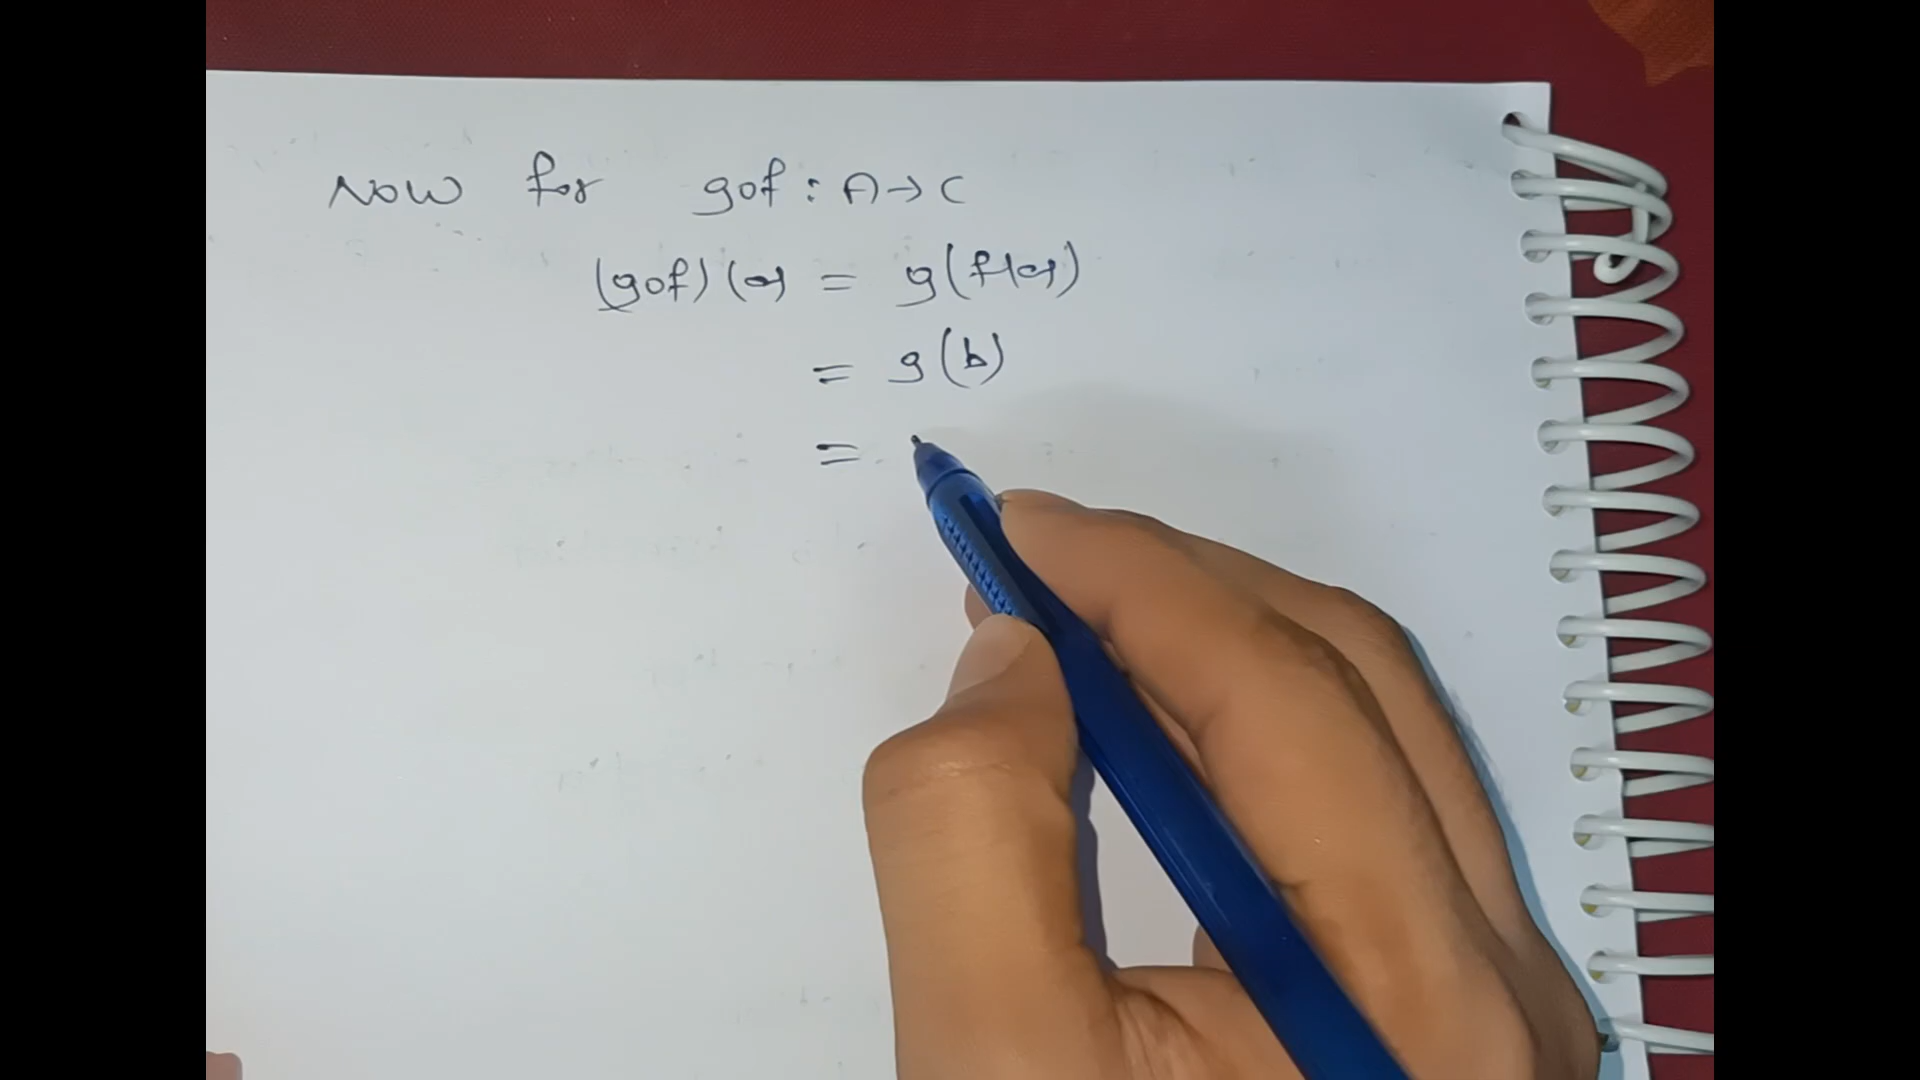 Now for gof : A → C
(gof) (a) = g(f(a))
= g(b)
=